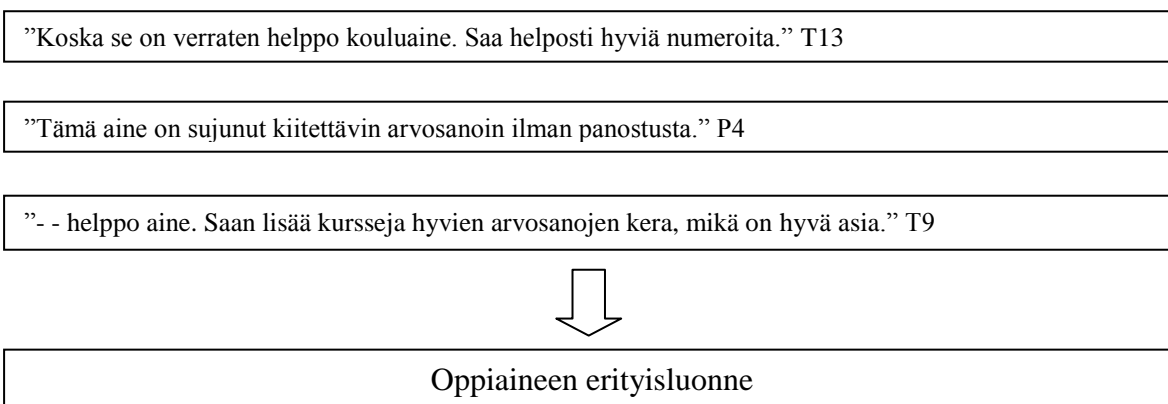 ”Koska se on verraten helppo kouluaine. Saa helposti hyviä numeroita.” T13
”Tämä aine on sujunut kiitettävin arvosanoin ilman panostusta.” P4
”- - helppo aine. Saan lisää kursseja hyvien arvosanojen kera, mikä on hyvä asia.” T9
Oppiaineen erityisluonne